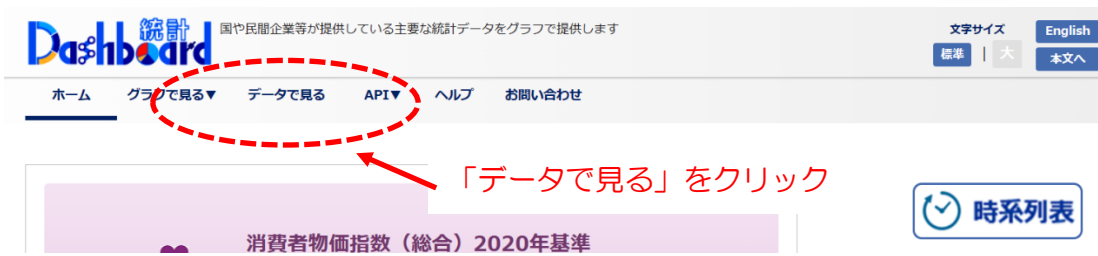 統計
Dashboard
国や民間企業等が提供している主要な統計データをグラフで提供します
文字サイズ
標準 | 大
English
本文へ
ホーム グラフで見る▼ データで見る API▼ ヘルプ お問い合わせ
「データで見る」をクリック
時系列表
消費者物価指数（総合）2020年基準